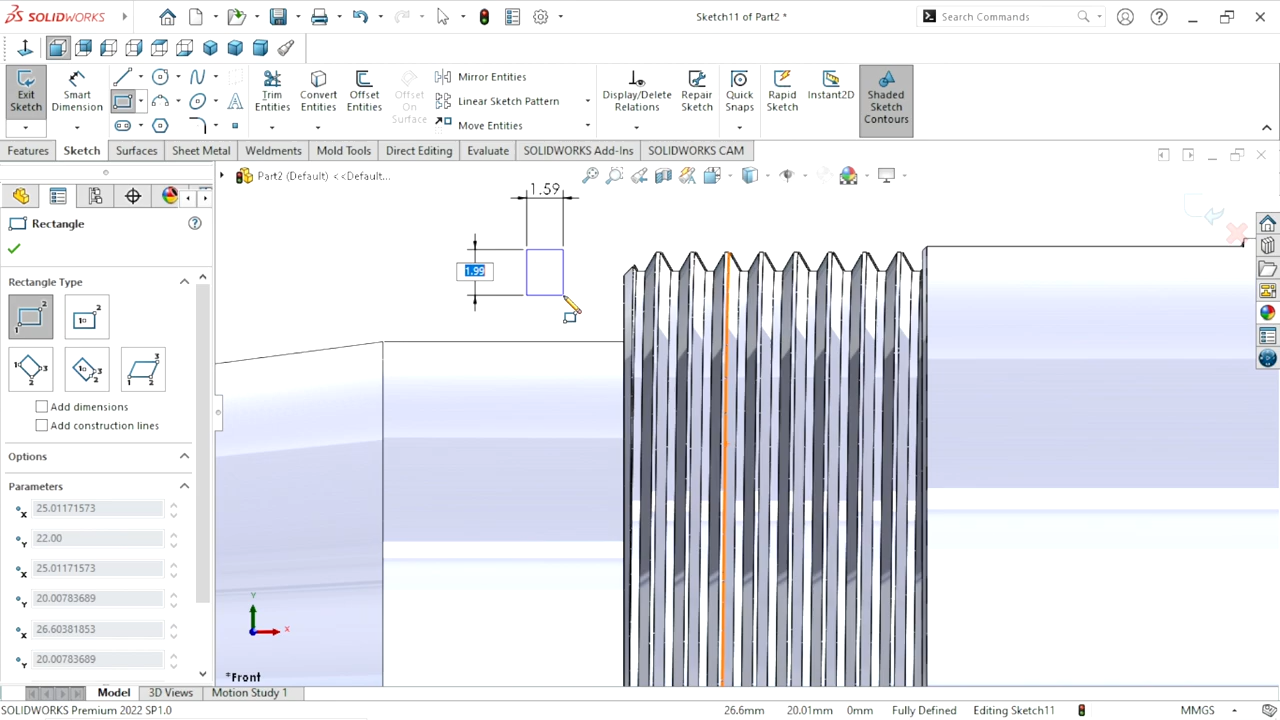 SOLIDWORKS
Sketch11 of Part2 *
Search Commands
Exit Sketch
Smart Dimension
Trim Entities
Convert Entities
Offset Entities
Offset On Surface
Mirror Entities
Linear Sketch Pattern
Move Entities
Display/Delete Relations
Repair Sketch
Quick Snaps
Rapid Sketch
Instant2D
Shaded Sketch Contours
Features
Sketch
Surfaces
Sheet Metal
Weldments
Mold Tools
Direct Editing
Evaluate
SOLIDWORKS Add-Ins
SOLIDWORKS CAM
Part2 (Default) <<Default...
Rectangle
Rectangle Type
Add dimensions
Add construction lines
Options
Parameters
x 25.01171573
Y 22.00
x 25.01171573
Y 20.00783689
x 26.60381853
Y 20.00783689
1.59
1.99
Y
X
*Front
Model
3D Views
Motion Study 1
SOLIDWORKS Premium 2022 SP1.0
26.6mm
20.01mm
0mm
Fully Defined
Editing Sketch11
MMGS